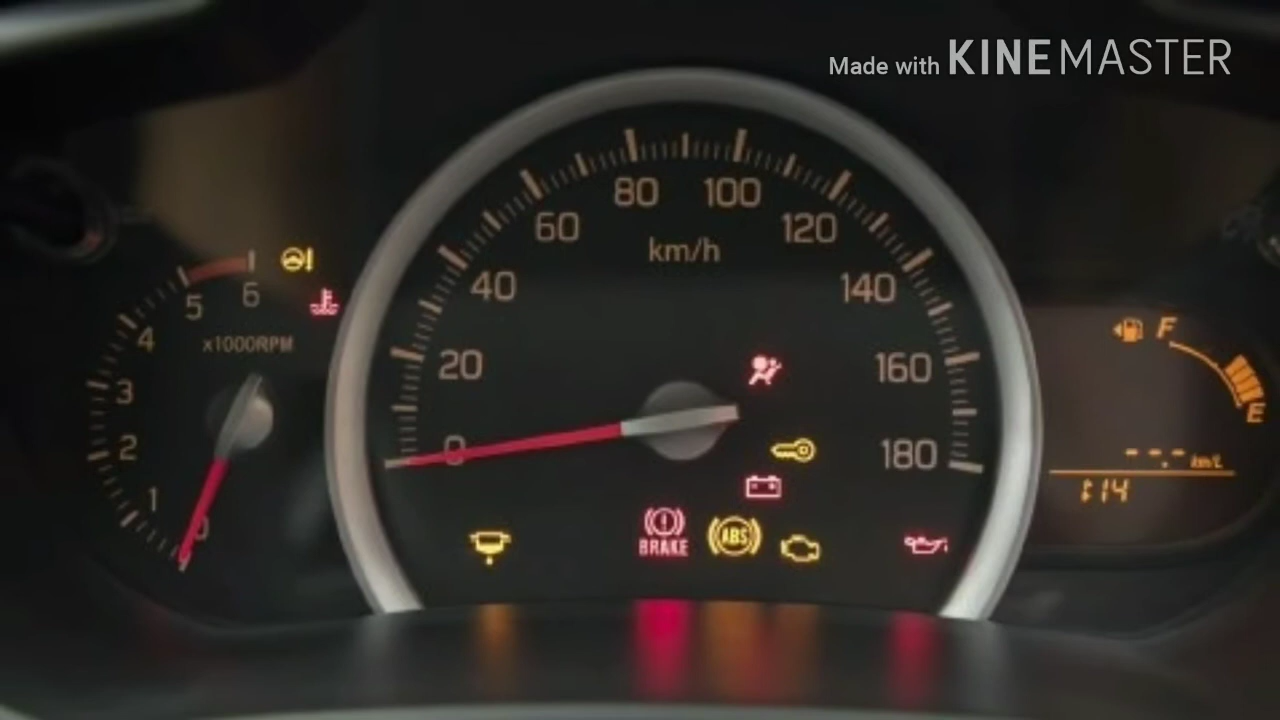 Made with KINEMASTER
80 100
60 120
km/h
40 140
5 6
4
x1000RPM
F
20 160
3
E
2
0 180
--.- km/L
:14
1
0
BRAKE
ABS